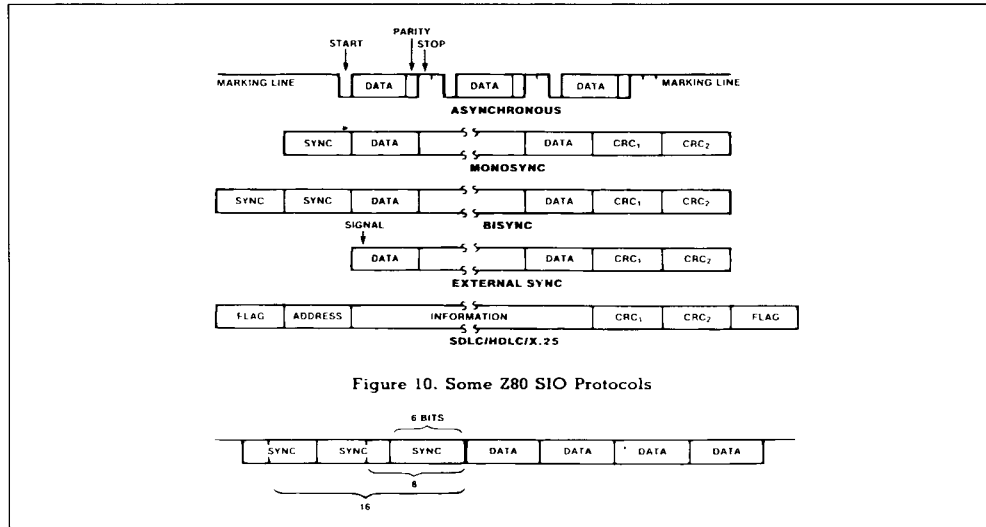 PARITY
START STOP
MARKING LINE DATA DATA DATA MARKING LINE
ASYNCHRONOUS
SYNC DATA DATA CRC₁ CRC₂
MONOSYNC
SYNC SYNC DATA DATA CRC₁ CRC₂
BISYNC
SIGNAL
DATA DATA CRC₁ CRC₂
EXTERNAL SYNC
FLAG ADDRESS INFORMATION CRC₁ CRC₂ FLAG
SDLC/HDLC/X.25
Figure 10. Some Z80 SIO Protocols
6 BITS
SYNC SYNC SYNC DATA DATA DATA DATA
8
16